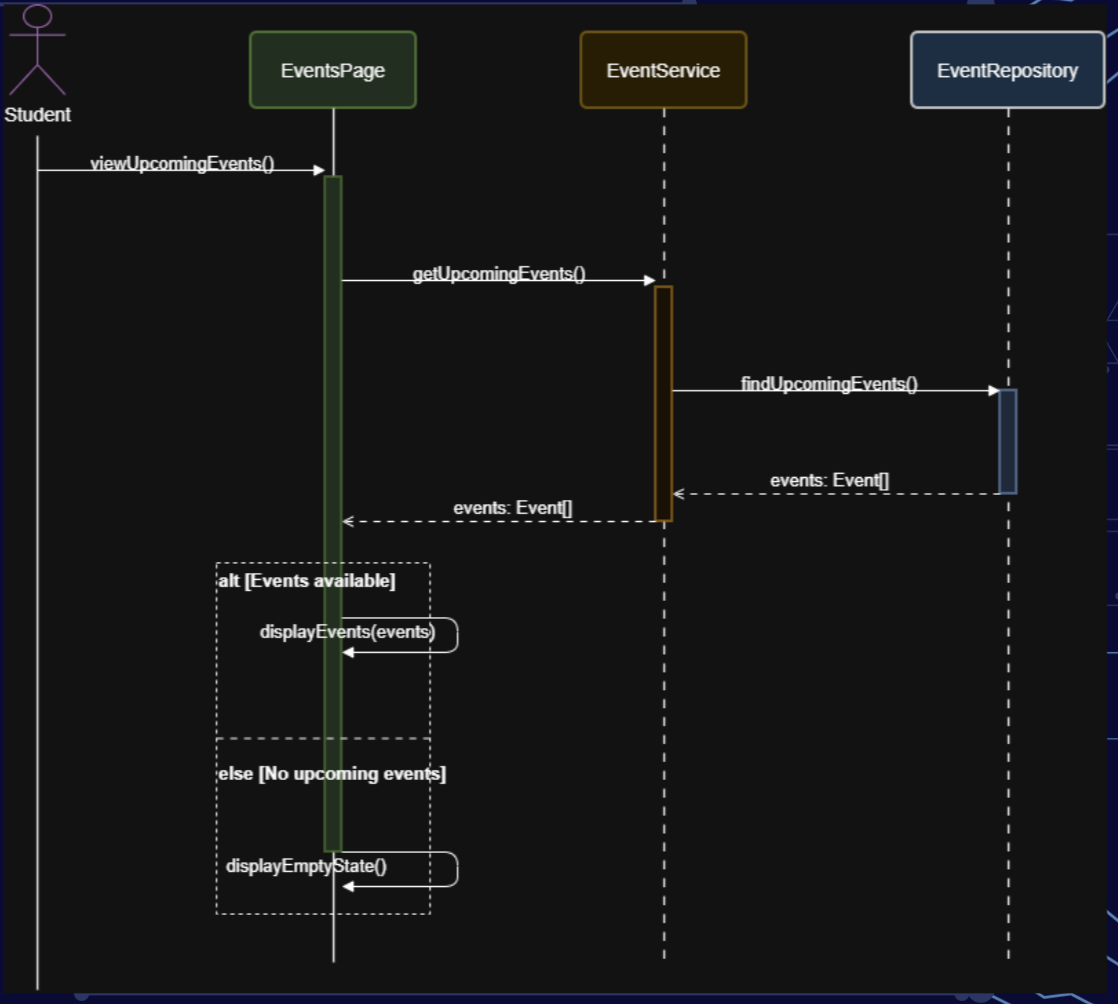 Student
EventsPage
EventService
EventRepository
viewUpcomingEvents()
getUpcomingEvents()
findUpcomingEvents()
events: Event[]
events: Event[]
alt [Events available]
displayEvents(events)
else [No upcoming events]
displayEmptyState()